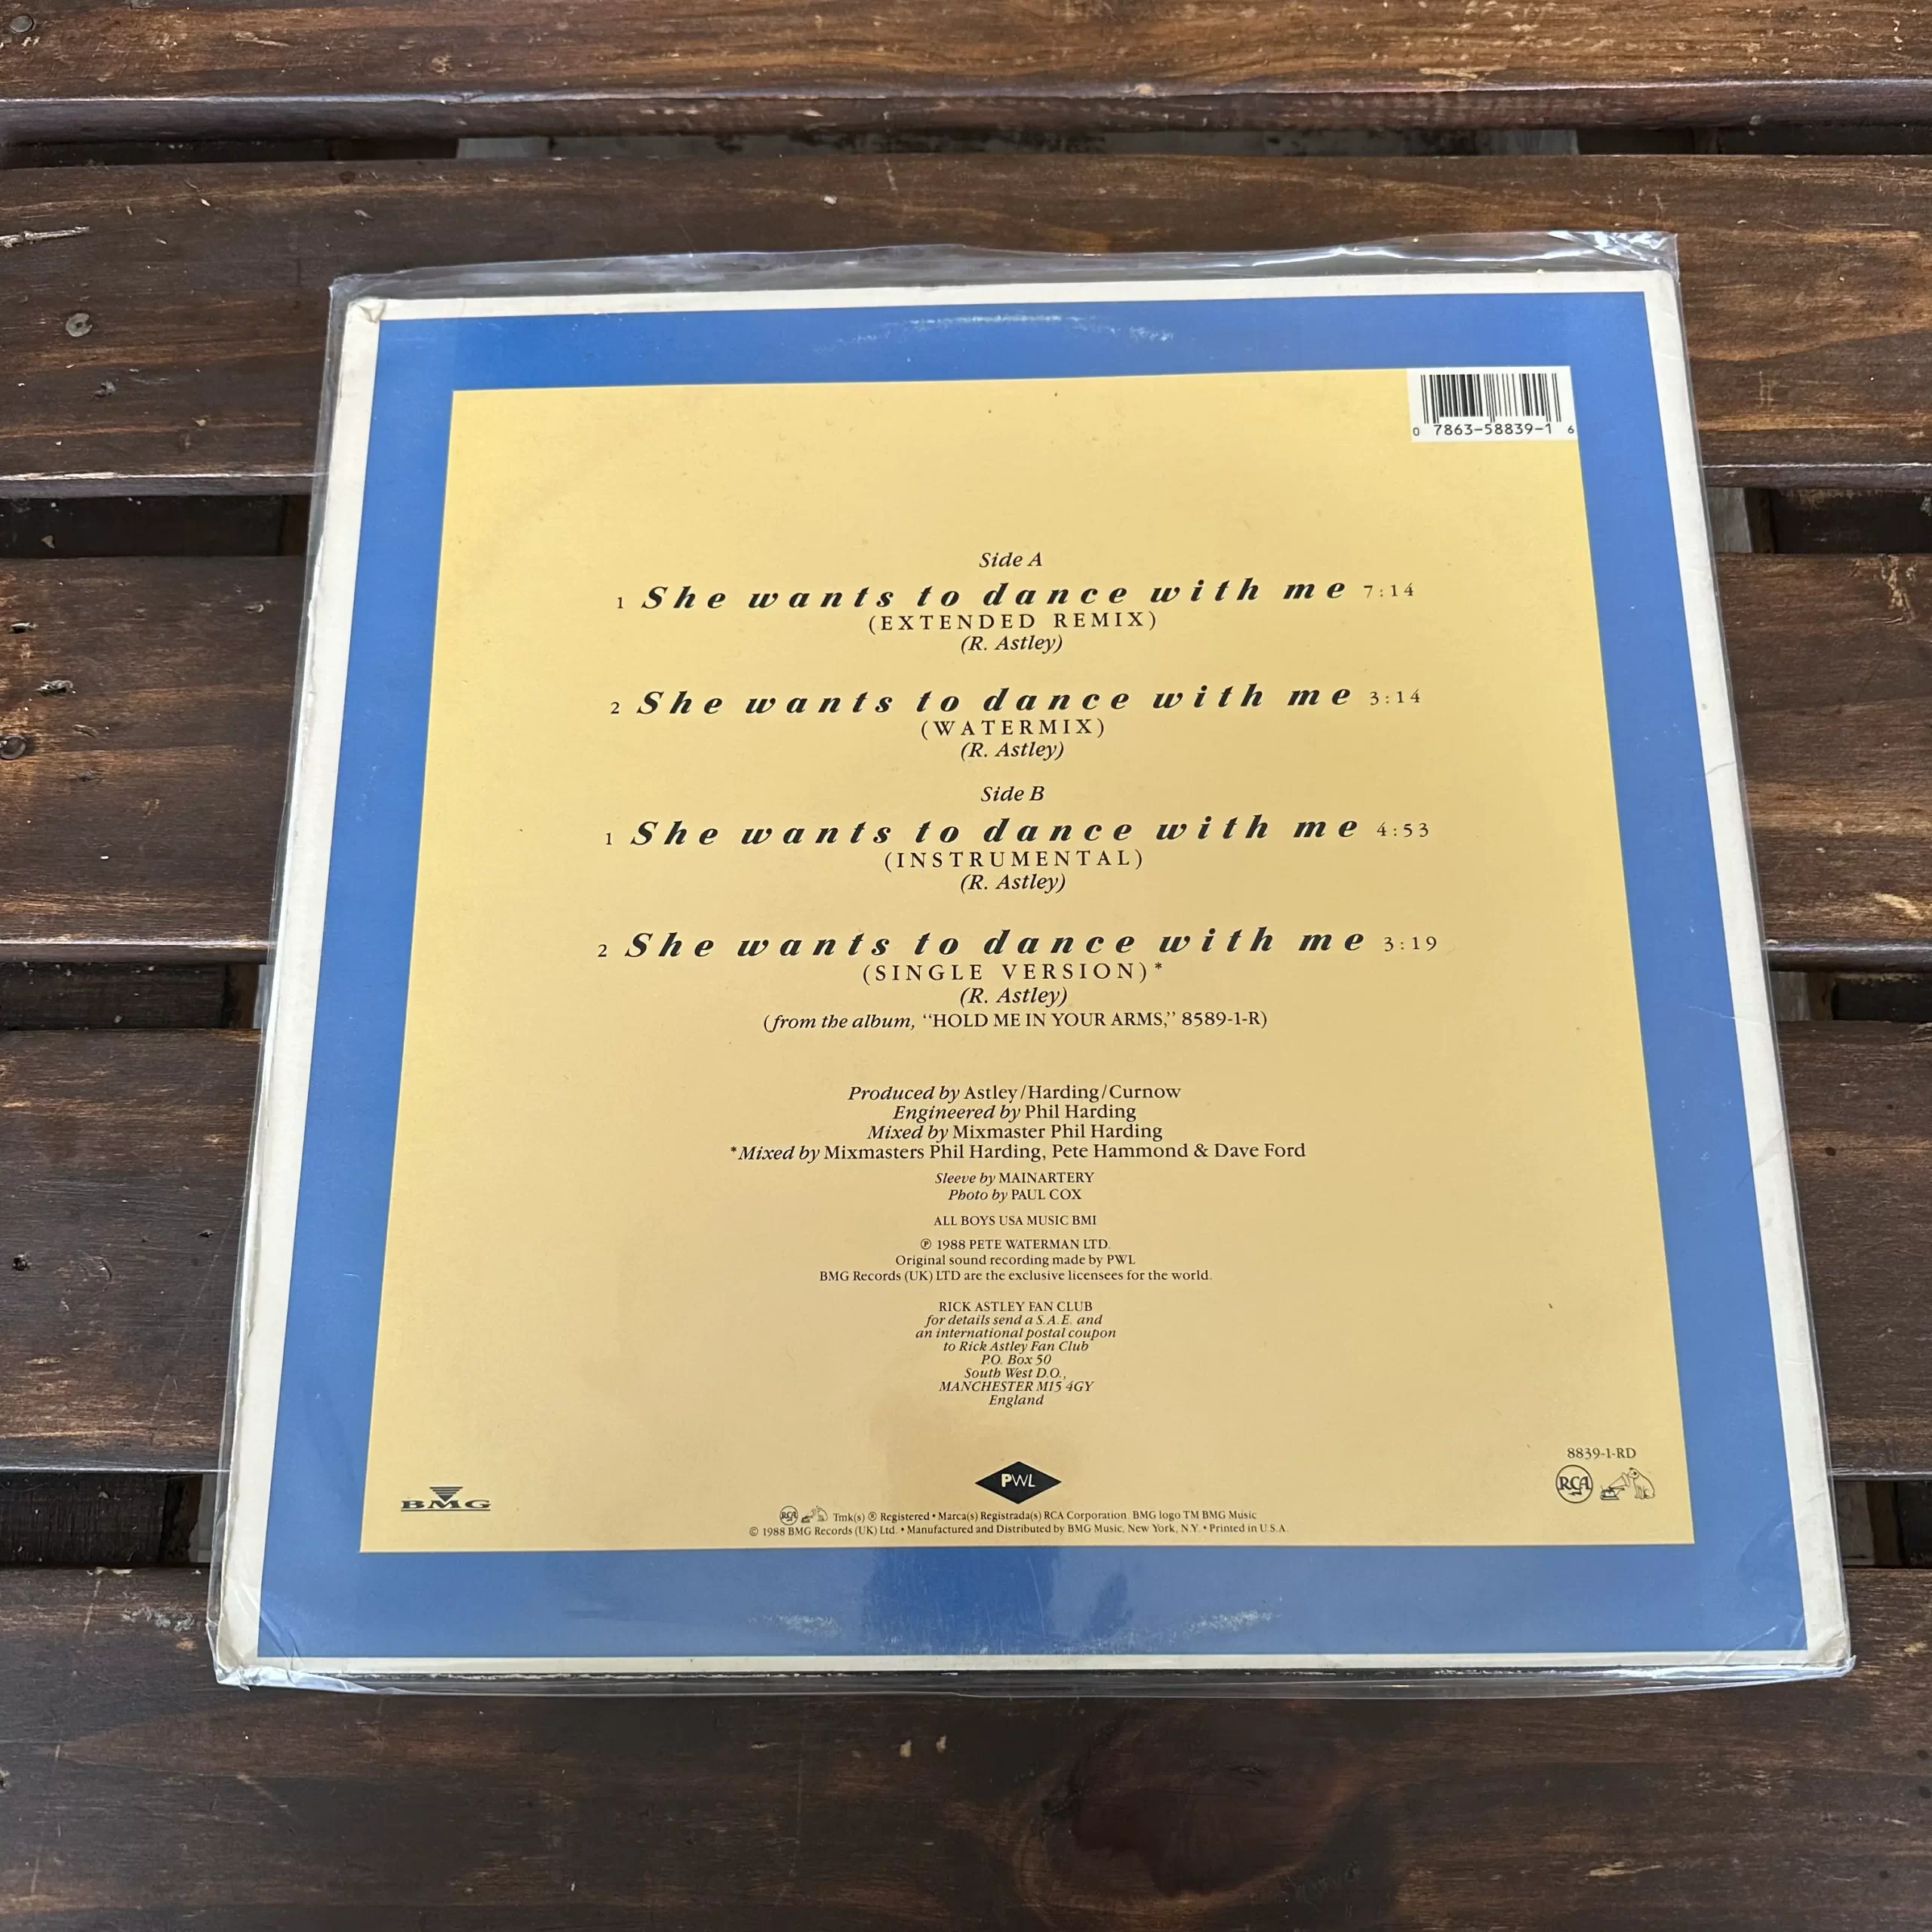 0 7863-58839-1 6
Side A
1 She wants to dance with me 7:14
(EXTENDED REMIX)
(R. Astley)
2 She wants to dance with me 3:14
(WATERMIX)
(R. Astley)
Side B
1 She wants to dance with me 4:53
(INSTRUMENTAL)
(R. Astley)
2 She wants to dance with me 3:19
(SINGLE VERSION)*
(R. Astley)
(from the album, “HOLD ME IN YOUR ARMS,” 8589-1-R)
Produced by Astley/Harding/Curnow
Engineered by Phil Harding
Mixed by Mixmaster Phil Harding
*Mixed by Mixmasters Phil Harding, Pete Hammond & Dave Ford
Sleeve by MAINARTERY
Photo by PAUL COX
ALL BOYS USA MUSIC BMI
℗ 1988 PETE WATERMAN LTD.
Original sound recording made by PWL
BMG Records (UK) LTD are the exclusive licensees for the world.
RICK ASTLEY FAN CLUB
for details send a S.A.E. and
an international postal coupon
to Rick Astley Fan Club
P.O. Box 50
South West D.O.,
MANCHESTER M15 4GY
England
8839-1-RD
BMG
PWL
RCA
RCA Tmk(s) ® Registered • Marca(s) Registrada(s) RCA Corporation. BMG logo TM BMG Music
© 1988 BMG Records (UK) Ltd. • Manufactured and Distributed by BMG Music, New York, N.Y. • Printed in U.S.A.